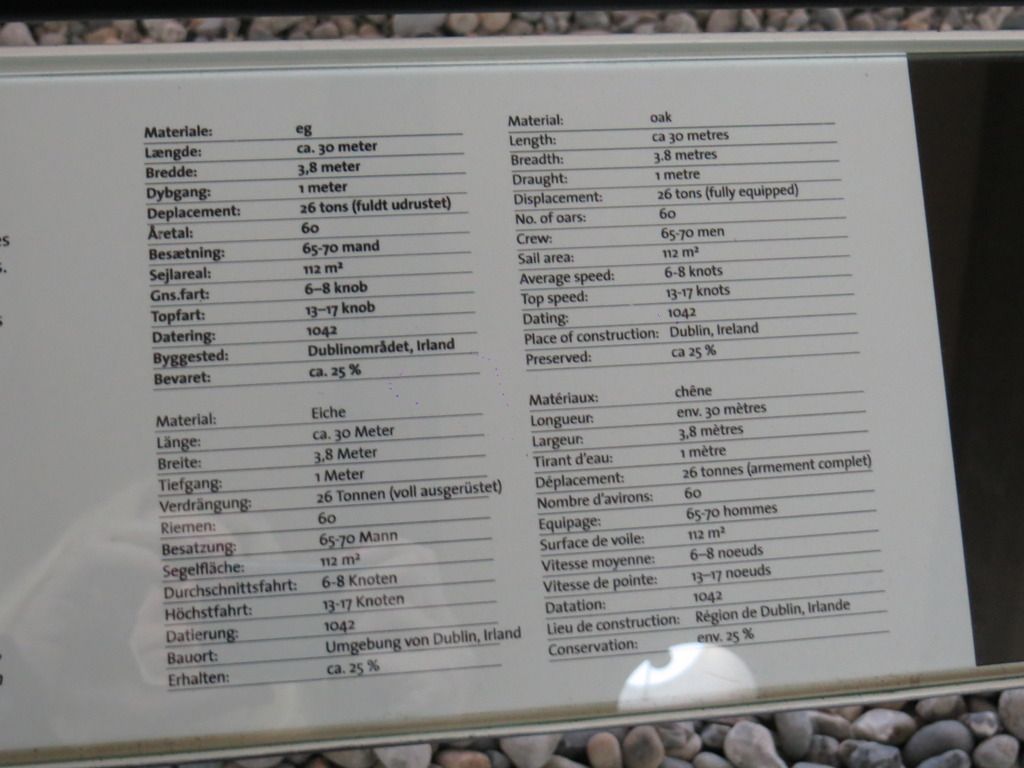 Materiale: eg
Længde: ca. 30 meter
Bredde: 3,8 meter
Dybgang: 1 meter
Deplacement: 26 tons (fuldt udrustet)
Åretal: 60
Besætning: 65-70 mand
Sejlareal: 112 m²
Gns.fart: 6–8 knob
Topfart: 13–17 knob
Datering: 1042
Byggested: Dublinområdet, Irland
Bevaret: ca. 25 %
Material: oak
Length: ca 30 metres
Breadth: 3.8 metres
Draught: 1 metre
Displacement: 26 tons (fully equipped)
No. of oars: 60
Crew: 65-70 men
Sail area: 112 m²
Average speed: 6-8 knots
Top speed: 13-17 knots
Dating: 1042
Place of construction: Dublin, Ireland
Preserved: ca 25 %
Material: Eiche
Länge: ca. 30 Meter
Breite: 3,8 Meter
Tiefgang: 1 Meter
Verdrängung: 26 Tonnen (voll ausgerüstet)
Riemen: 60
Besatzung: 65-70 Mann
Segelfläche: 112 m²
Durchschnittsfahrt: 6-8 Knoten
Höchstfahrt: 13-17 Knoten
Datierung: 1042
Bauort: Umgebung von Dublin, Irland
Erhalten: ca. 25 %
Matériaux: chêne
Longueur: env. 30 mètres
Largeur: 3,8 mètres
Tirant d'eau: 1 mètre
Déplacement: 26 tonnes (armement complet)
Nombre d'avirons: 60
Equipage: 65-70 hommes
Surface de voile: 112 m²
Vitesse moyenne: 6–8 noeuds
Vitesse de pointe: 13–17 noeuds
Datation: 1042
Lieu de construction: Région de Dublin, Irlande
Conservation: env. 25 %